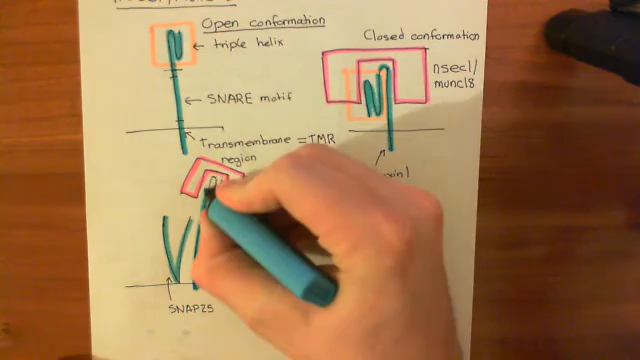 Open conformation
triple helix
SNARE motif
Transmembrane = TMR
region
Closed conformation
nsec1/
munc18
SNAP25